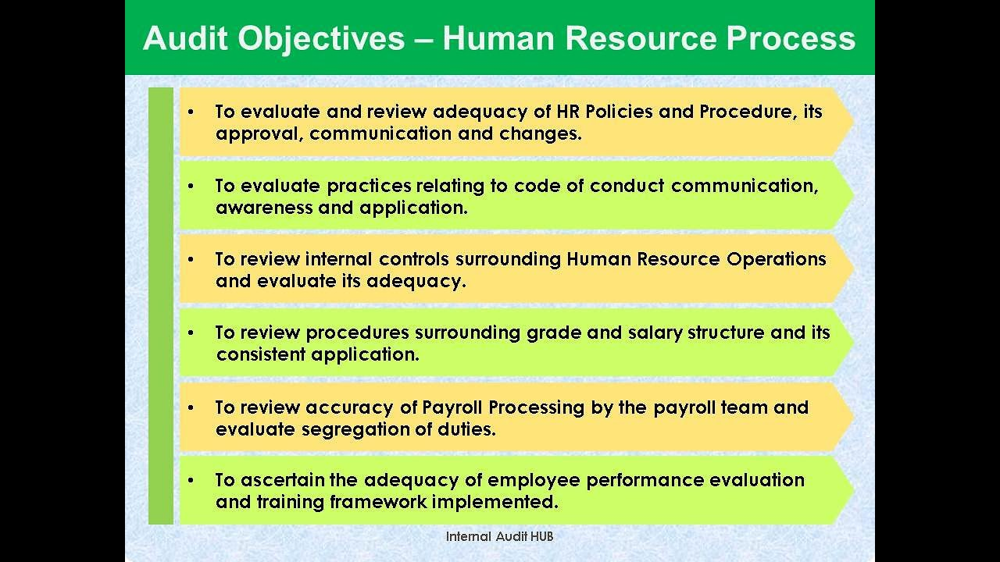 Audit Objectives – Human Resource Process
• To evaluate and review adequacy of HR Policies and Procedure, its
approval, communication and changes.
• To evaluate practices relating to code of conduct communication,
awareness and application.
• To review internal controls surrounding Human Resource Operations
and evaluate its adequacy.
• To review procedures surrounding grade and salary structure and its
consistent application.
• To review accuracy of Payroll Processing by the payroll team and
evaluate segregation of duties.
• To ascertain the adequacy of employee performance evaluation
and training framework implemented.
Internal Audit HUB